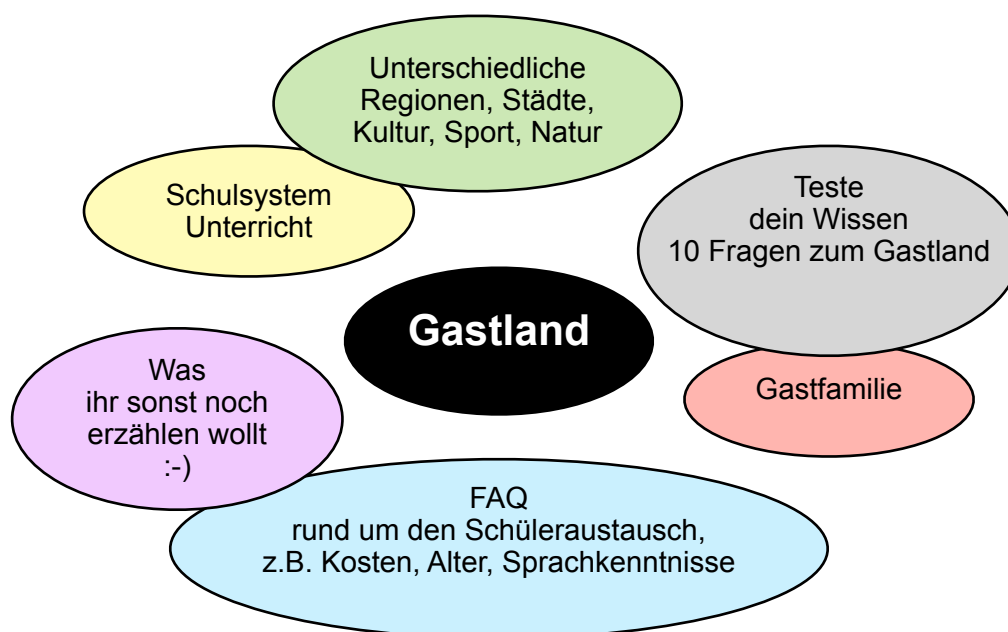 Unterschiedliche
Regionen, Städte,
Kultur, Sport, Natur
Schulsystem
Unterricht
Teste
dein Wissen
10 Fragen zum Gastland
Gastland
Was
ihr sonst noch
erzählen wollt
:-)
Gastfamilie
FAQ
rund um den Schüleraustausch,
z.B. Kosten, Alter, Sprachkenntnisse